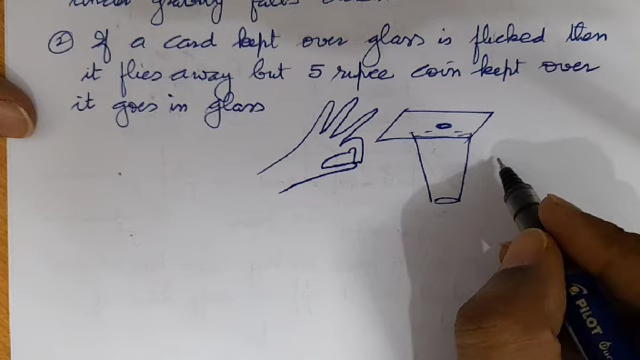 ② If a card kept over glass is flicked then
it flies away but 5 rupee coin kept over
it goes in glass
PILOT